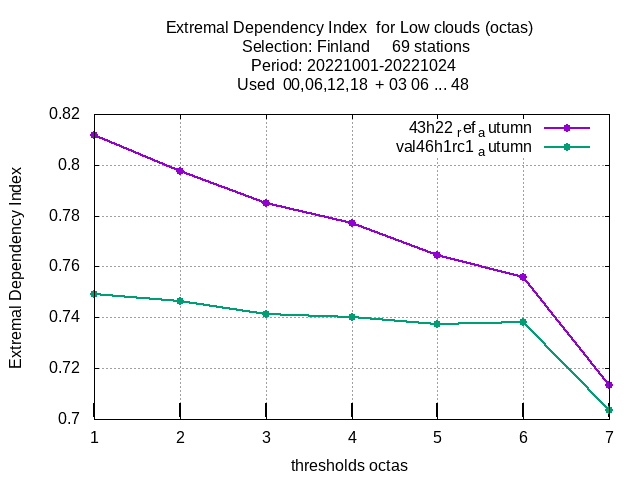 Extremal Dependency Index  for Low clouds (octas)
Selection: Finland     69 stations
Period: 20221001-20221024
Used  00,06,12,18  + 03 06 ... 48
0.82
0.8
0.78
0.76
0.74
0.72
0.7
Extremal Dependency Index
43h22 ref autumn
val46h1rc1 autumn
1 2 3 4 5 6 7
thresholds octas